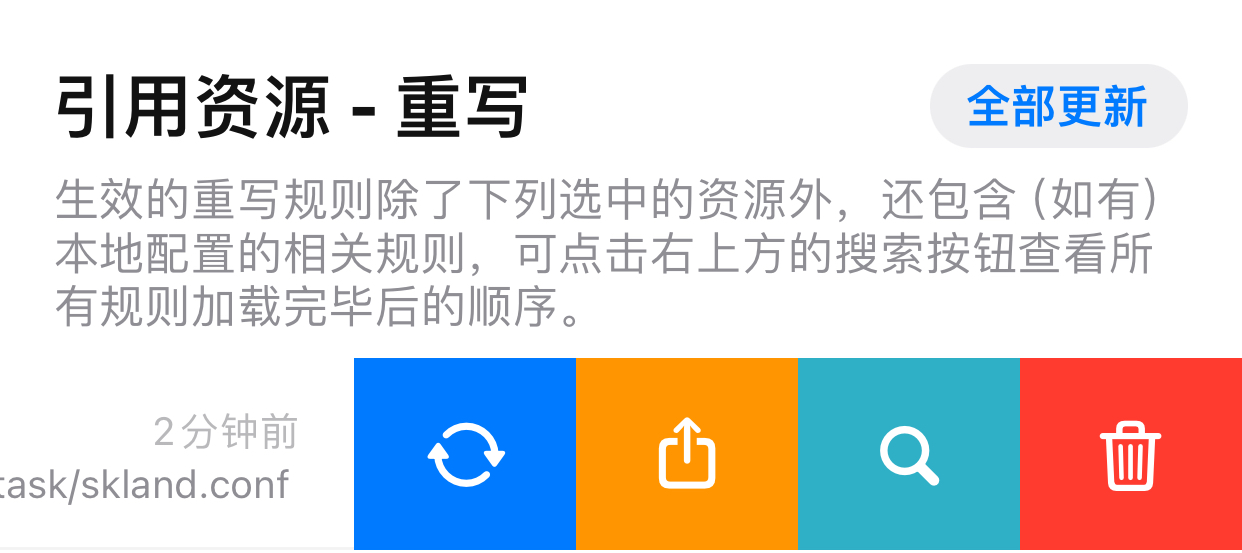 引用资源 - 重写
全部更新
生效的重写规则除了下列选中的资源外，还包含 (如有)
本地配置的相关规则，可点击右上方的搜索按钮查看所
有规则加载完毕后的顺序。
2 分钟前
task/skland.conf